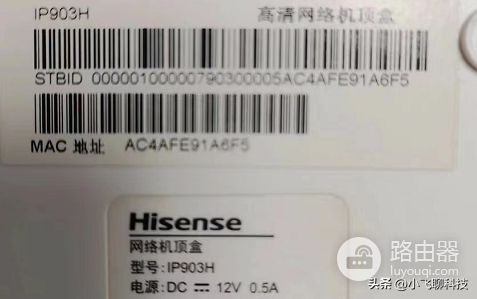 IP903H 高清网络机顶盒
STBID 00000100000790300005AC4AFE91A6F5
MAC 地址 AC4AFE91A6F5
Hisense
网络机顶盒
型号:IP903H
电源:DC 12V 0.5A
路由器
luyouqi.com
头条 @小飞聊科技